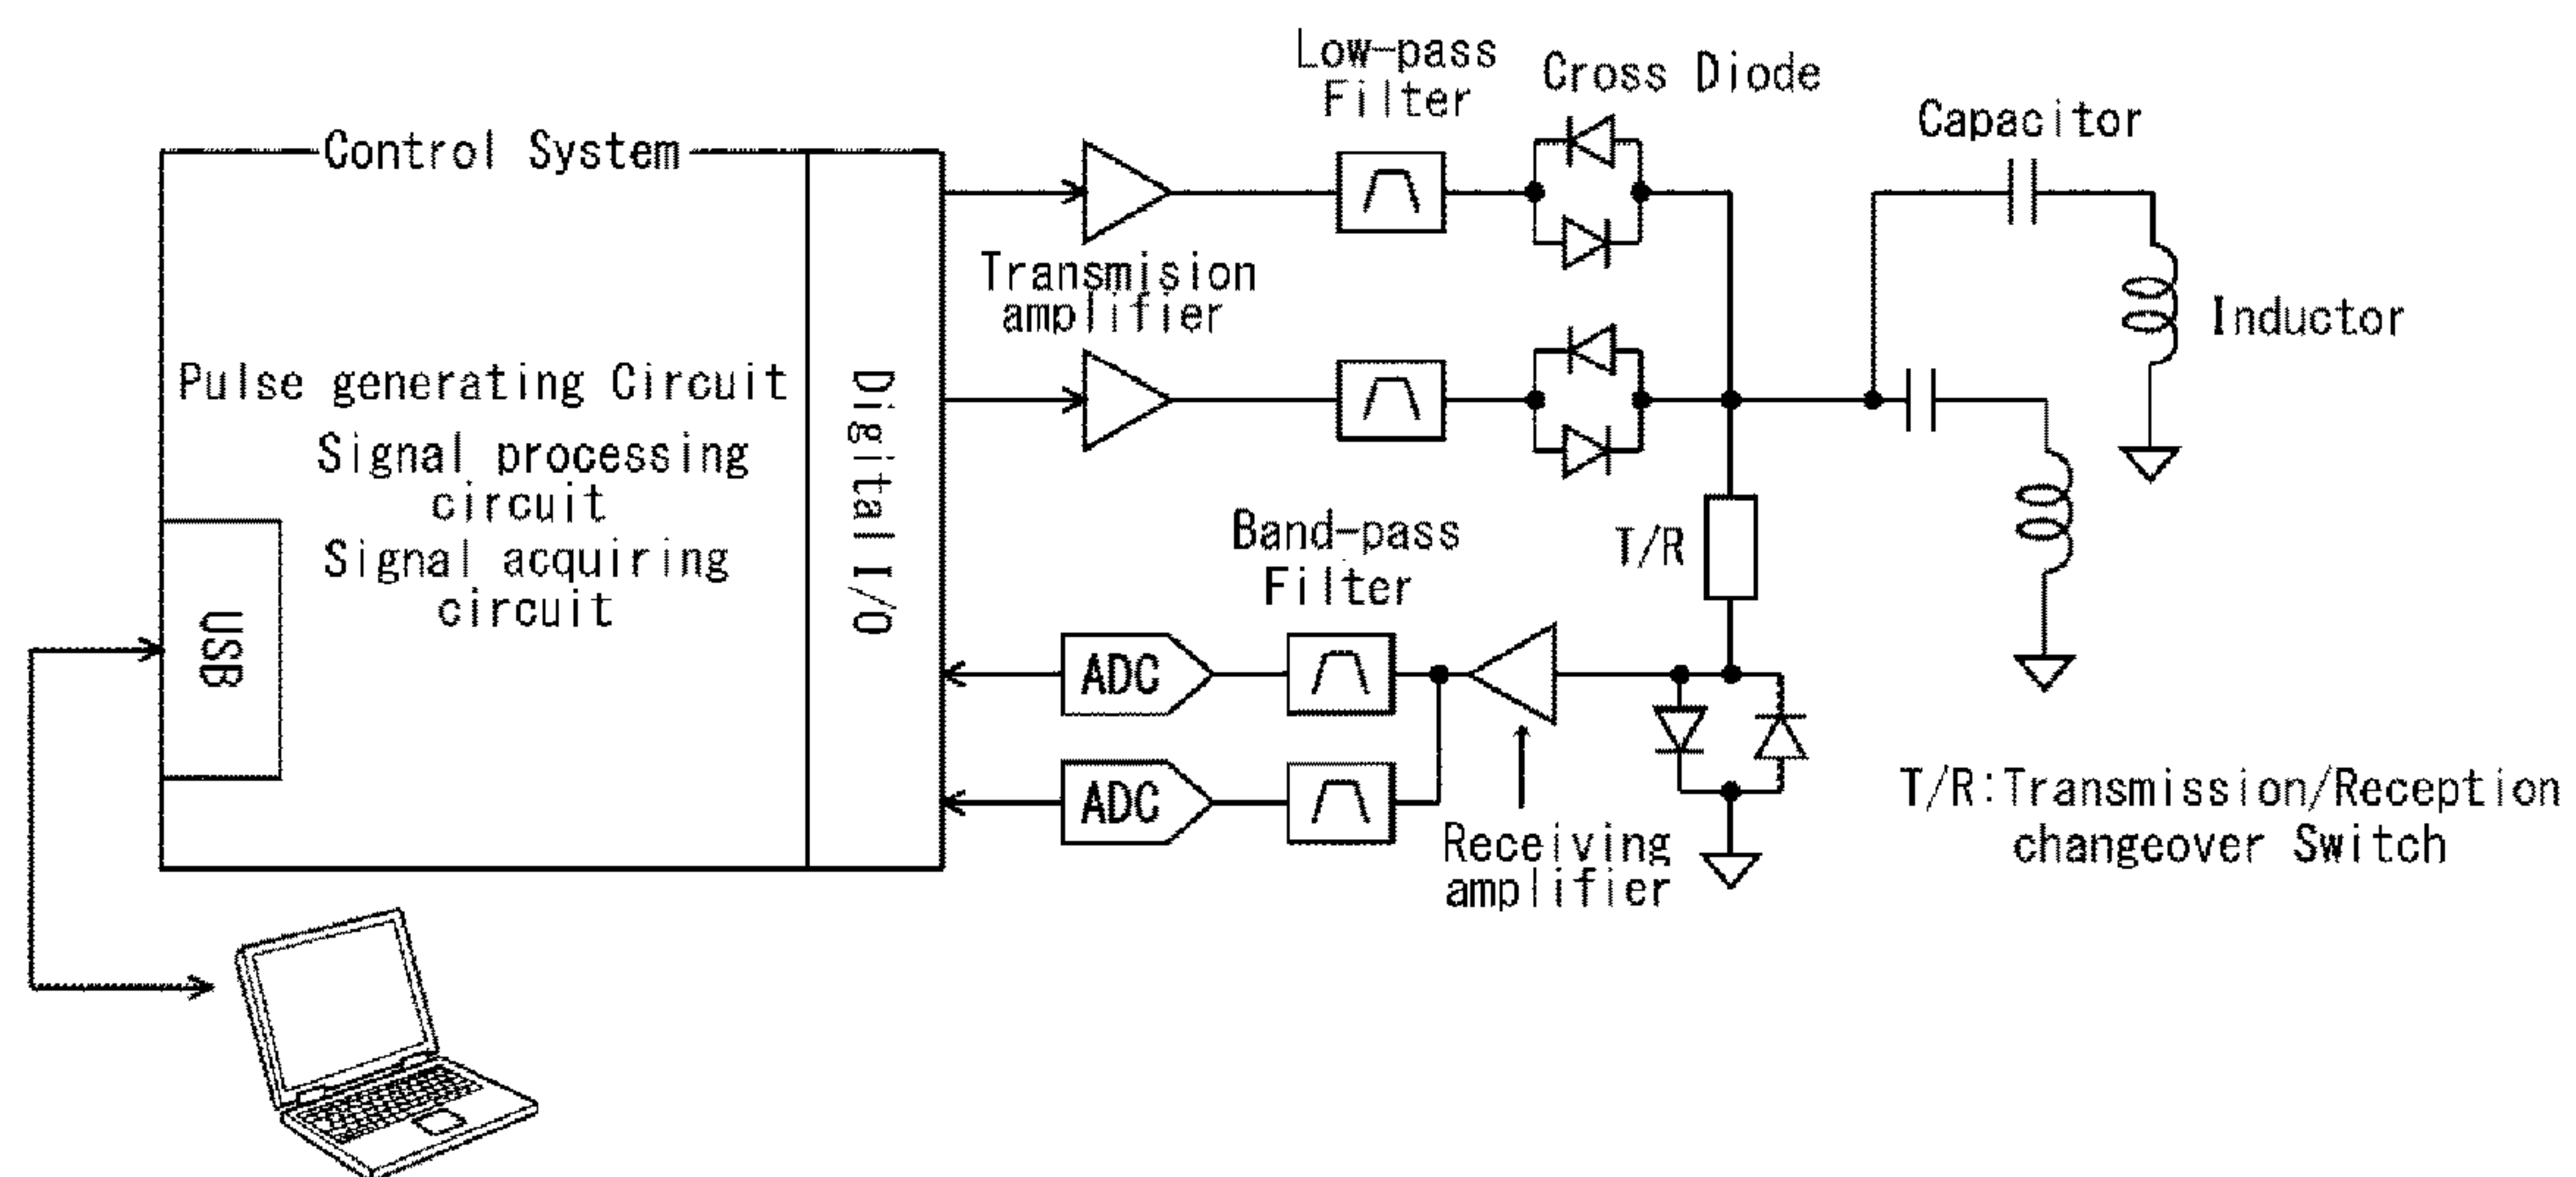 Low-pass
Filter
Cross Diode
Capacitor
Control System
Transmision
amplifier
Inductor
Pulse generating Circuit
Signal processing
circuit
Signal acquiring
circuit
Digital I/O
USB
Band-pass
Filter
T/R
ADC
ADC
Receiving
amplifier
T/R:Transmission/Reception
changeover Switch